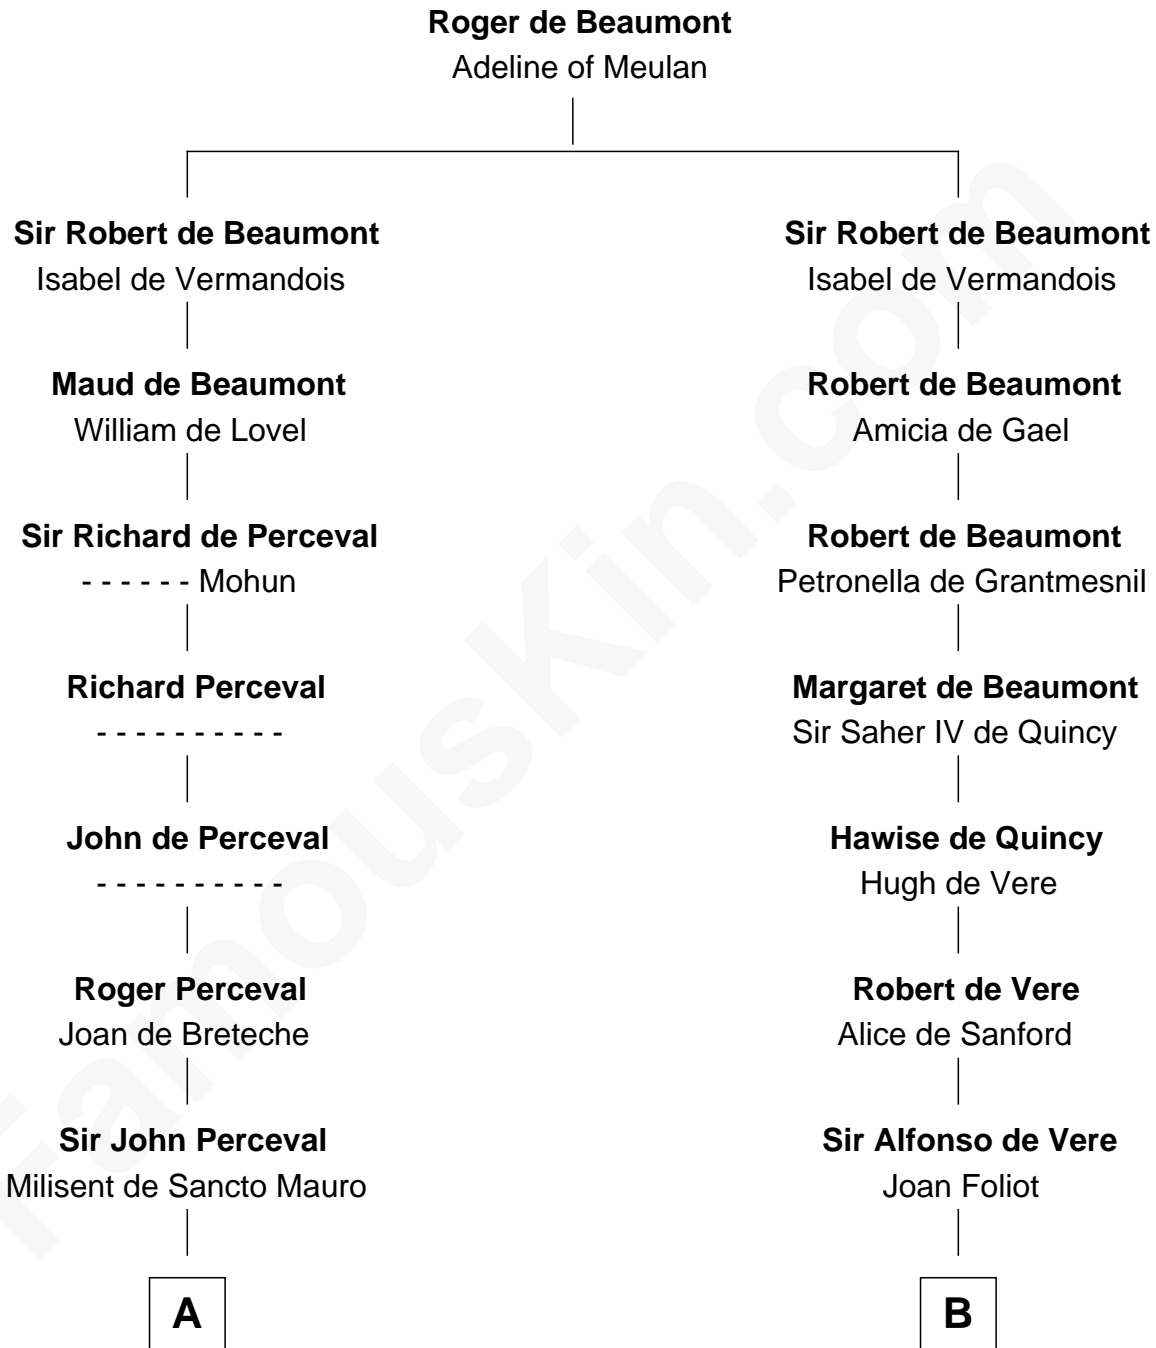 Roger de Beaumont
Adeline of Meulan
Sir Robert de Beaumont
Isabel de Vermandois
Sir Robert de Beaumont
Isabel de Vermandois
Maud de Beaumont
William de Lovel
Robert de Beaumont
Amicia de Gael
Sir Richard de Perceval
- - - - - - Mohun
Robert de Beaumont
Petronella de Grantmesnil
Richard Perceval
- - - - - - - - - -
Margaret de Beaumont
Sir Saher IV de Quincy
John de Perceval
- - - - - - - - - -
Hawise de Quincy
Hugh de Vere
Roger Perceval
Joan de Breteche
Robert de Vere
Alice de Sanford
Sir John Perceval
Milisent de Sancto Mauro
Sir Alfonso de Vere
Joan Foliot
A
B
FamousKin.com